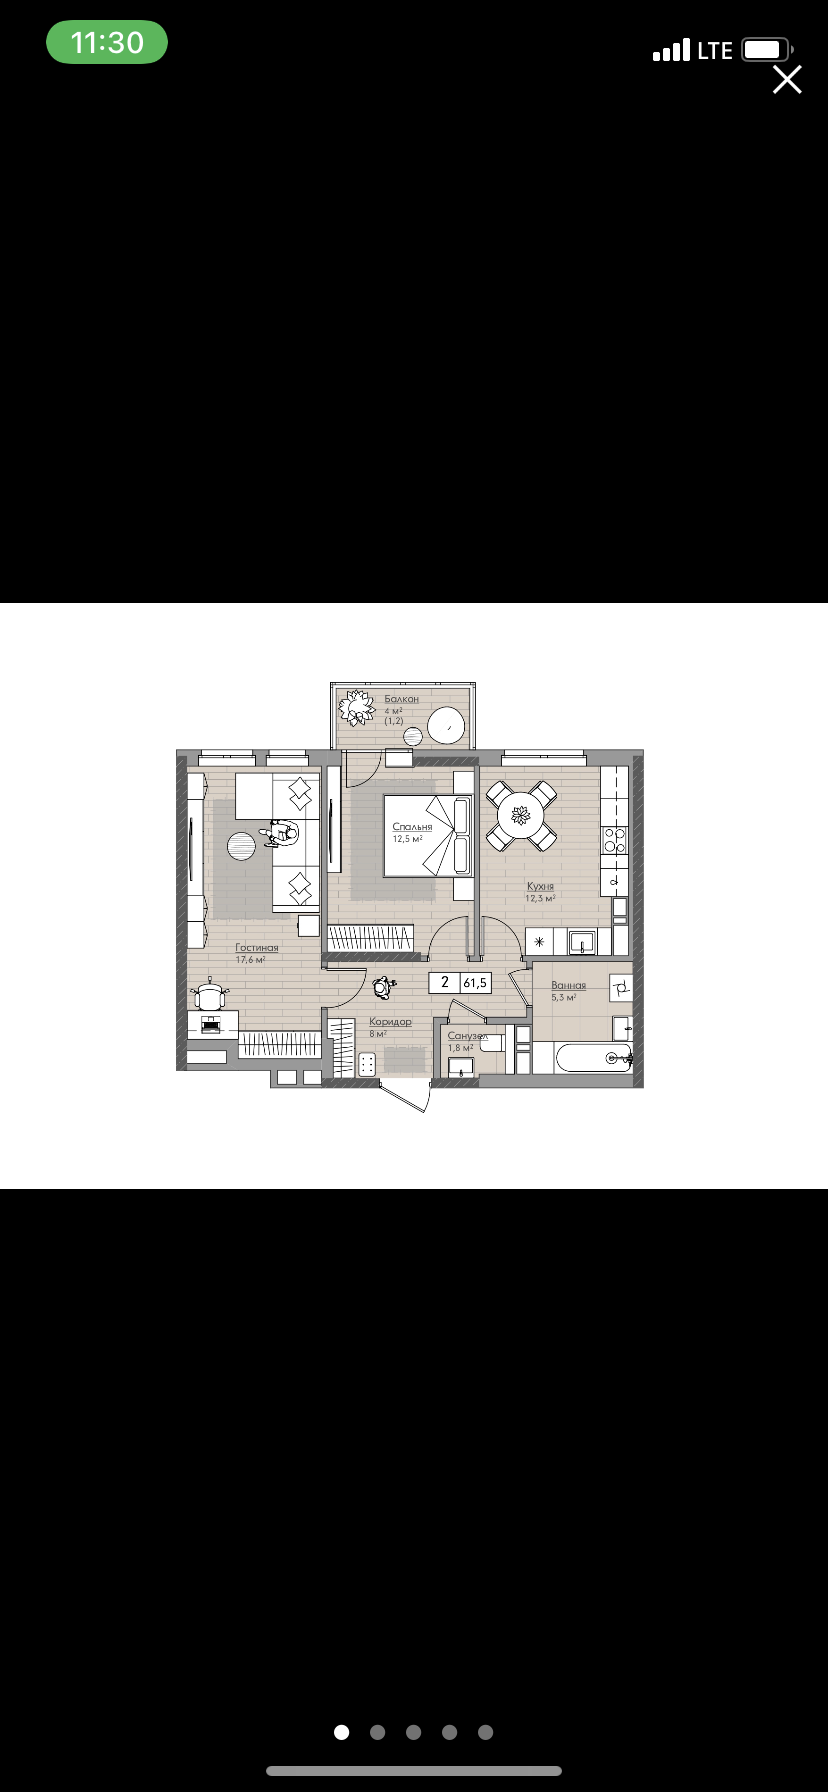 11:30
LTE
Балкон
4 м²
(1,2)
Спальня
12,5 м²
Кухня
12,3 м²
Гостиная
17,6 м²
2 61,5
Ванная
5,3 м²
Коридор
8 м²
Санузел
1,8 м²